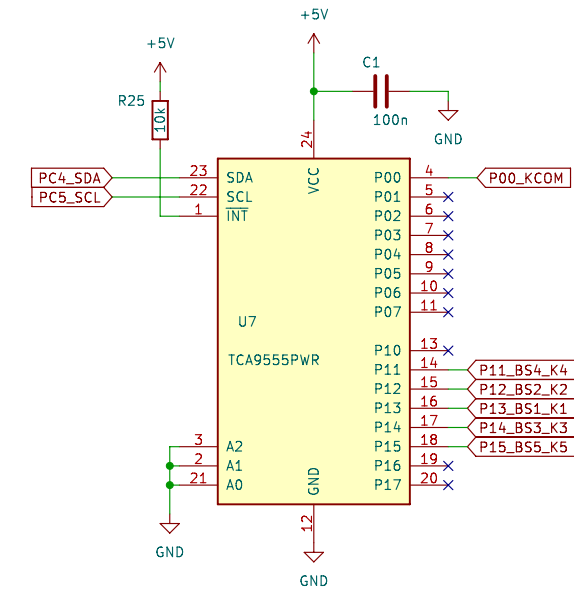 +5V
+5V
C1
R25
10k
100n
GND
24
VCC
PC4_SDA
23
SDA
P00
4
P00_KCOM
PC5_SCL
22
SCL
P01
5
1
INT
P02
6
P03
7
P04
8
P05
9
P06
10
P07
11
U7
TCA9555PWR
P10
13
P11
14
P11_BS4_K4
P12
15
P12_BS2_K2
P13
16
P13_BS1_K1
P14
17
P14_BS3_K3
3
A2
P15
18
P15_BS5_K5
2
A1
P16
19
21
A0
P17
20
GND
12
GND
GND